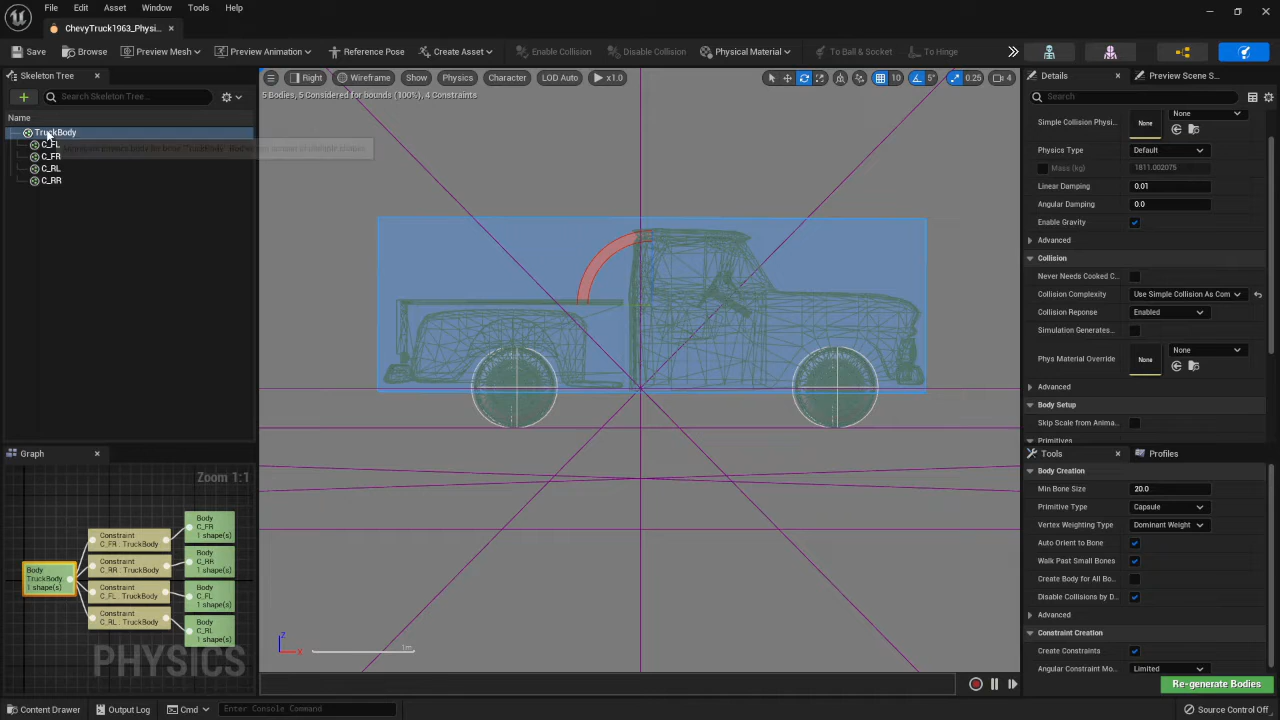 File Edit Asset Window Tools Help
ChevyTruck1963_Physi...
Save Browse Preview Mesh Preview Animation Reference Pose Create Asset Enable Collision Disable Collision Physical Material To Ball & Socket To Hinge
Skeleton Tree
Search Skeleton Tree...
Name
TruckBody
C_FL
C_FR
C_RL
C_RR
Right Wireframe Show Physics Character LOD Auto x1.0 10 5° 0.25 4
5 Bodies, 5 Considered for bounds (100%), 4 Constraints
Z
X
1m
Graph
Zoom 1:1
Body
TruckBody
1 shape(s)
Constraint
C_FR : TruckBody
Constraint
C_RR : TruckBody
Constraint
C_FL : TruckBody
Constraint
C_RL : TruckBody
Body
C_FR
1 shape(s)
Body
C_RR
1 shape(s)
Body
C_FL
1 shape(s)
Body
C_RL
1 shape(s)
PHYSICS
Details Preview Scene S...
Search
Simple Collision Physi... None None
Physics Type Default
Mass (kg) 1811.002075
Linear Damping 0.01
Angular Damping 0.0
Enable Gravity
Advanced
Collision
Never Needs Cooked C...
Collision Complexity Use Simple Collision As Com
Collision Reponse Enabled
Simulation Generates...
Phys Material Override None None
Advanced
Body Setup
Skip Scale from Anima...
Primitives
Tools Profiles
Body Creation
Min Bone Size 20.0
Primitive Type Capsule
Vertex Weighting Type Dominant Weight
Auto Orient to Bone
Walk Past Small Bones
Create Body for All Bo...
Disable Collisions by D...
Advanced
Constraint Creation
Create Constraints
Angular Constraint Mo... Limited
Re-generate Bodies
Content Drawer Output Log Cmd Enter Console Command Source Control Off